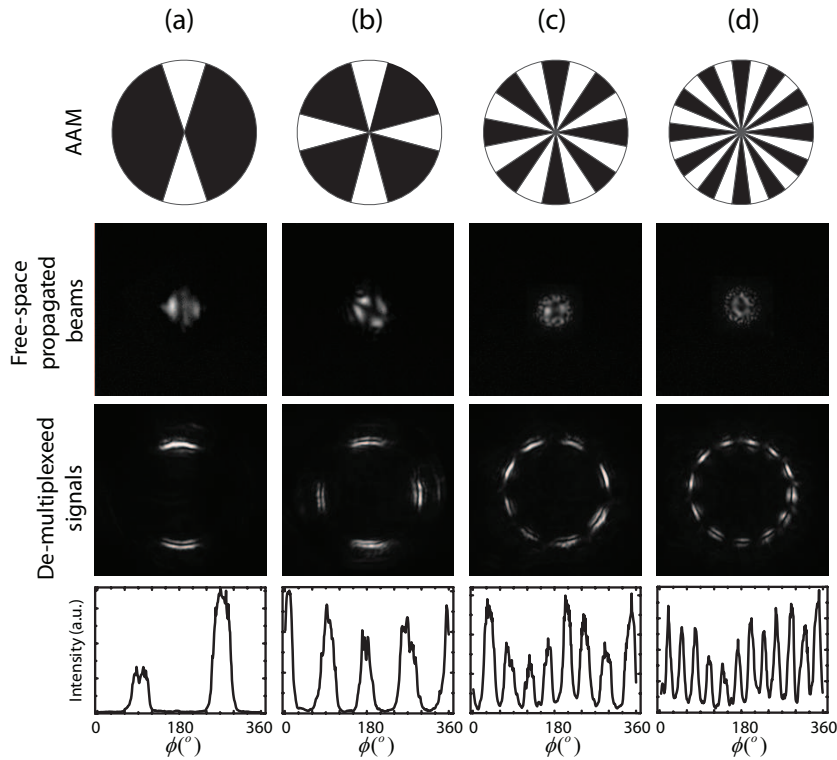 (a) (b) (c) (d)
AAM
Free-space
propagated
beams
De-multiplexeed
signals
Intensity (a.u.)
0 180 360 0 180 360 0 180 360 0 180 360
ϕ(°) ϕ(°) ϕ(°) ϕ(°)